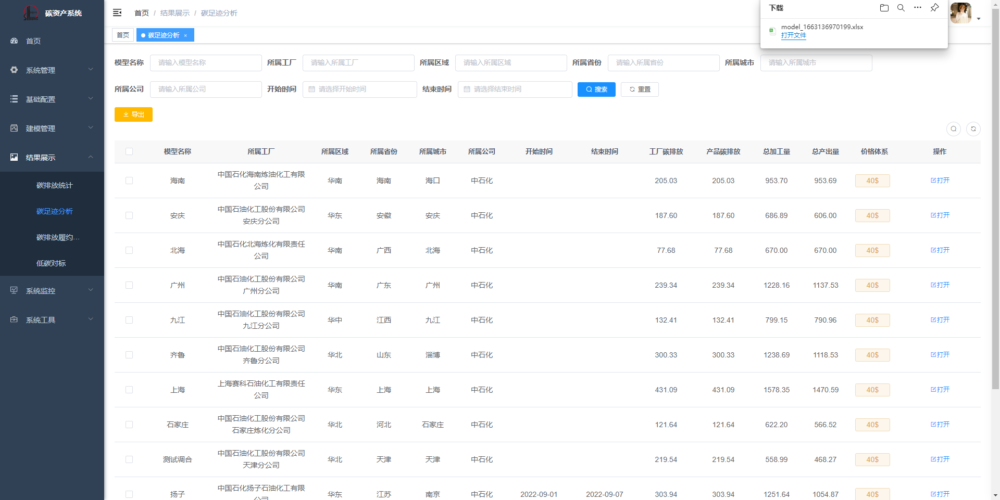 碳资产系统
首页 / 结果展示 / 碳足迹分析
下载
model_1663136970199.xlsx
打开文件
首页
碳足迹分析 ×
首页
系统管理
基础配置
建模管理
结果展示
碳排放统计
碳足迹分析
碳排放履约...
低碳对标
系统监控
系统工具
模型名称 请输入模型名称 所属工厂 请输入所属工厂 所属区域 请输入所属区域 所属省份 请输入所属省份 所属城市 请输入所属城市
所属公司 请输入所属公司 开始时间 请选择开始时间 结束时间 请选择结束时间 搜索 重置
导出
模型名称 所属工厂 所属区域 所属省份 所属城市 所属公司 开始时间 结束时间 工厂碳排放 产品碳排放 总加工量 总产出量 价格体系 操作
海南 中国石化海南炼油化工有限公司 华南 海南 海口 中石化 205.03 205.03 953.70 953.69 40$ 打开
安庆 中国石油化工股份有限公司安庆分公司 华东 安徽 安庆 中石化 187.60 187.60 686.89 606.00 40$ 打开
北海 中国石化北海炼化有限责任公司 华南 广西 北海 中石化 77.68 77.68 670.00 670.00 40$ 打开
广州 中国石油化工股份有限公司广州分公司 华南 广东 广州 中石化 239.34 239.34 1228.16 1137.53 40$ 打开
九江 中国石油化工股份有限公司九江分公司 华中 江西 九江 中石化 132.41 132.41 799.15 790.96 40$ 打开
齐鲁 中国石油化工股份有限公司齐鲁分公司 华北 山东 淄博 中石化 300.33 300.33 1238.69 1118.53 40$ 打开
上海 上海赛科石油化工有限责任公司 华东 上海 上海 中石化 431.09 431.09 1578.35 1470.59 40$ 打开
石家庄 中国石油化工股份有限公司石家庄炼化分公司 华北 河北 石家庄 中石化 121.64 121.64 622.20 566.52 40$ 打开
测试调合 中国石油化工股份有限公司天津分公司 华北 天津 天津 中石化 219.54 219.54 558.99 468.27 40$ 打开
扬子 中国石化扬子石油化工有限公司 华东 江苏 南京 中石化 2022-09-01 2022-09-07 303.94 303.94 1251.64 1054.87 40$ 打开